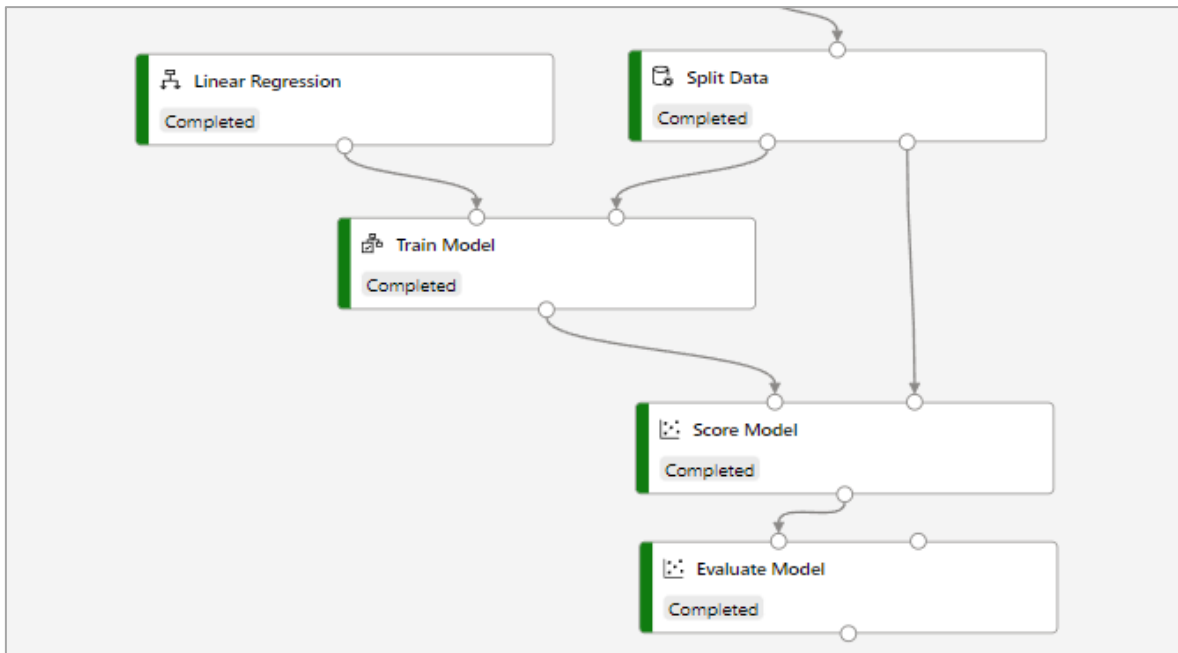 Linear Regression
Completed
Split Data
Completed
Train Model
Completed
Score Model
Completed
Evaluate Model
Completed